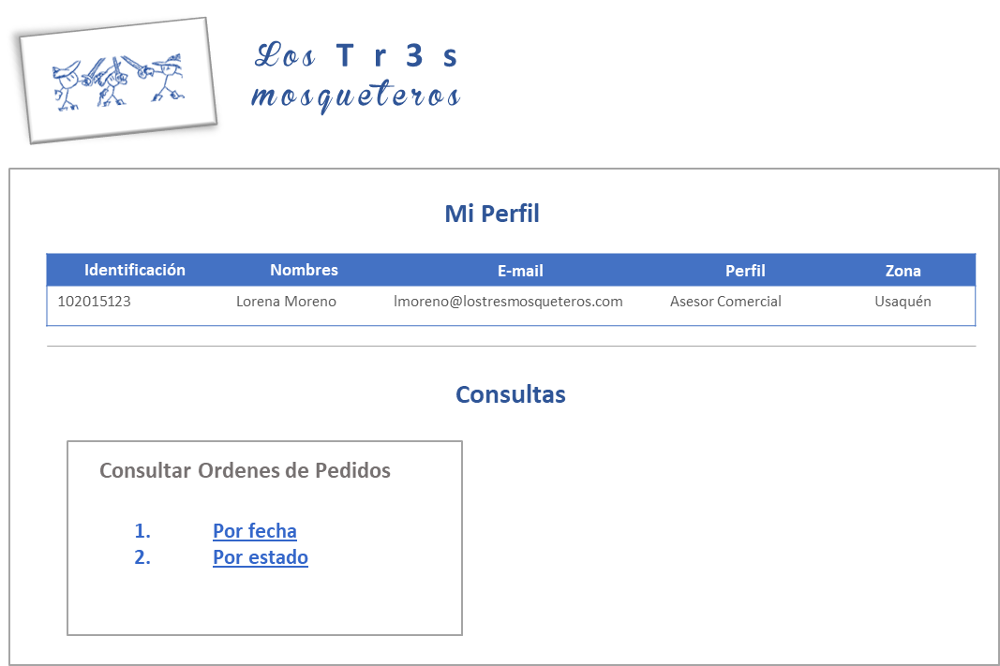 Los Tr3s
mosqueteros
Mi Perfil
Identificación Nombres E-mail Perfil Zona
102015123 Lorena Moreno lmoreno@lostresmosqueteros.com Asesor Comercial Usaquén
Consultas
Consultar Ordenes de Pedidos
1. Por fecha
2. Por estado